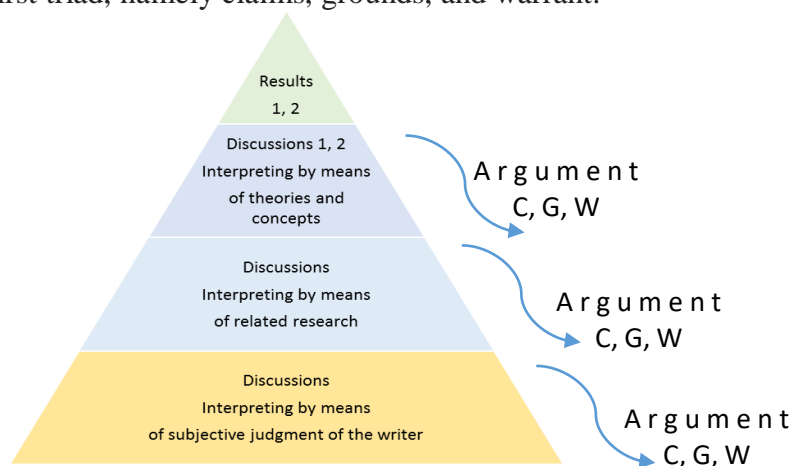 first triad, namely claims, grounds, and warrant.
Results
1, 2
Discussions 1, 2
Interpreting by means
of theories and
concepts
Argument
C, G, W
Discussions
Interpreting by means
of related research
Argument
C, G, W
Discussions
Interpreting by means
of subjective judgment of the writer
Argument
C, G, W